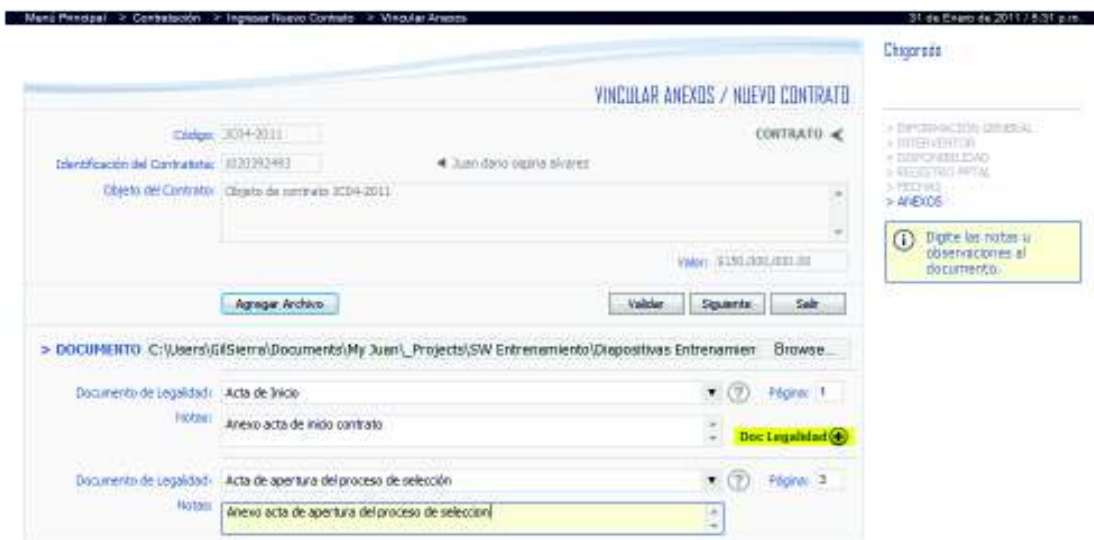 Menú Principal > Contratación > Ingresar Nuevo Contrato > Vincular Anexos
31 de Enero de 2011 / 5:31 p.m.
Chigorodó
VINCULAR ANEXOS / NUEVO CONTRATO
Código: 3C04-2011
CONTRATO
Identificación del Contratista: 1020392493
Juan dario ospina alvarez
Objeto del Contrato: Objeto de contrato 3C04-2011
Valor: $150,000,000.00
> INFORMACIÓN GENERAL
> INTERVENTOR
> DISPONIBILIDAD
> REGISTRO PPTAL
> FECHAS
> ANEXOS
Digite las notas u
observaciones al
documento.
Agregar Archivo
Validar
Siguiente
Salir
> DOCUMENTO C:\Users\GilSierra\Documents\My Juan\_Projects\SW Entrenamiento\Diapositivas Entrenamien Browse...
Documento de Legalidad: Acta de Inicio ? Página: 1
Notas: Anexo acta de inicio contrato
Doc Legalidad
Documento de Legalidad: Acta de apertura del proceso de selección ? Página: 3
Notas: Anexo acta de apertura del proceso de seleccion